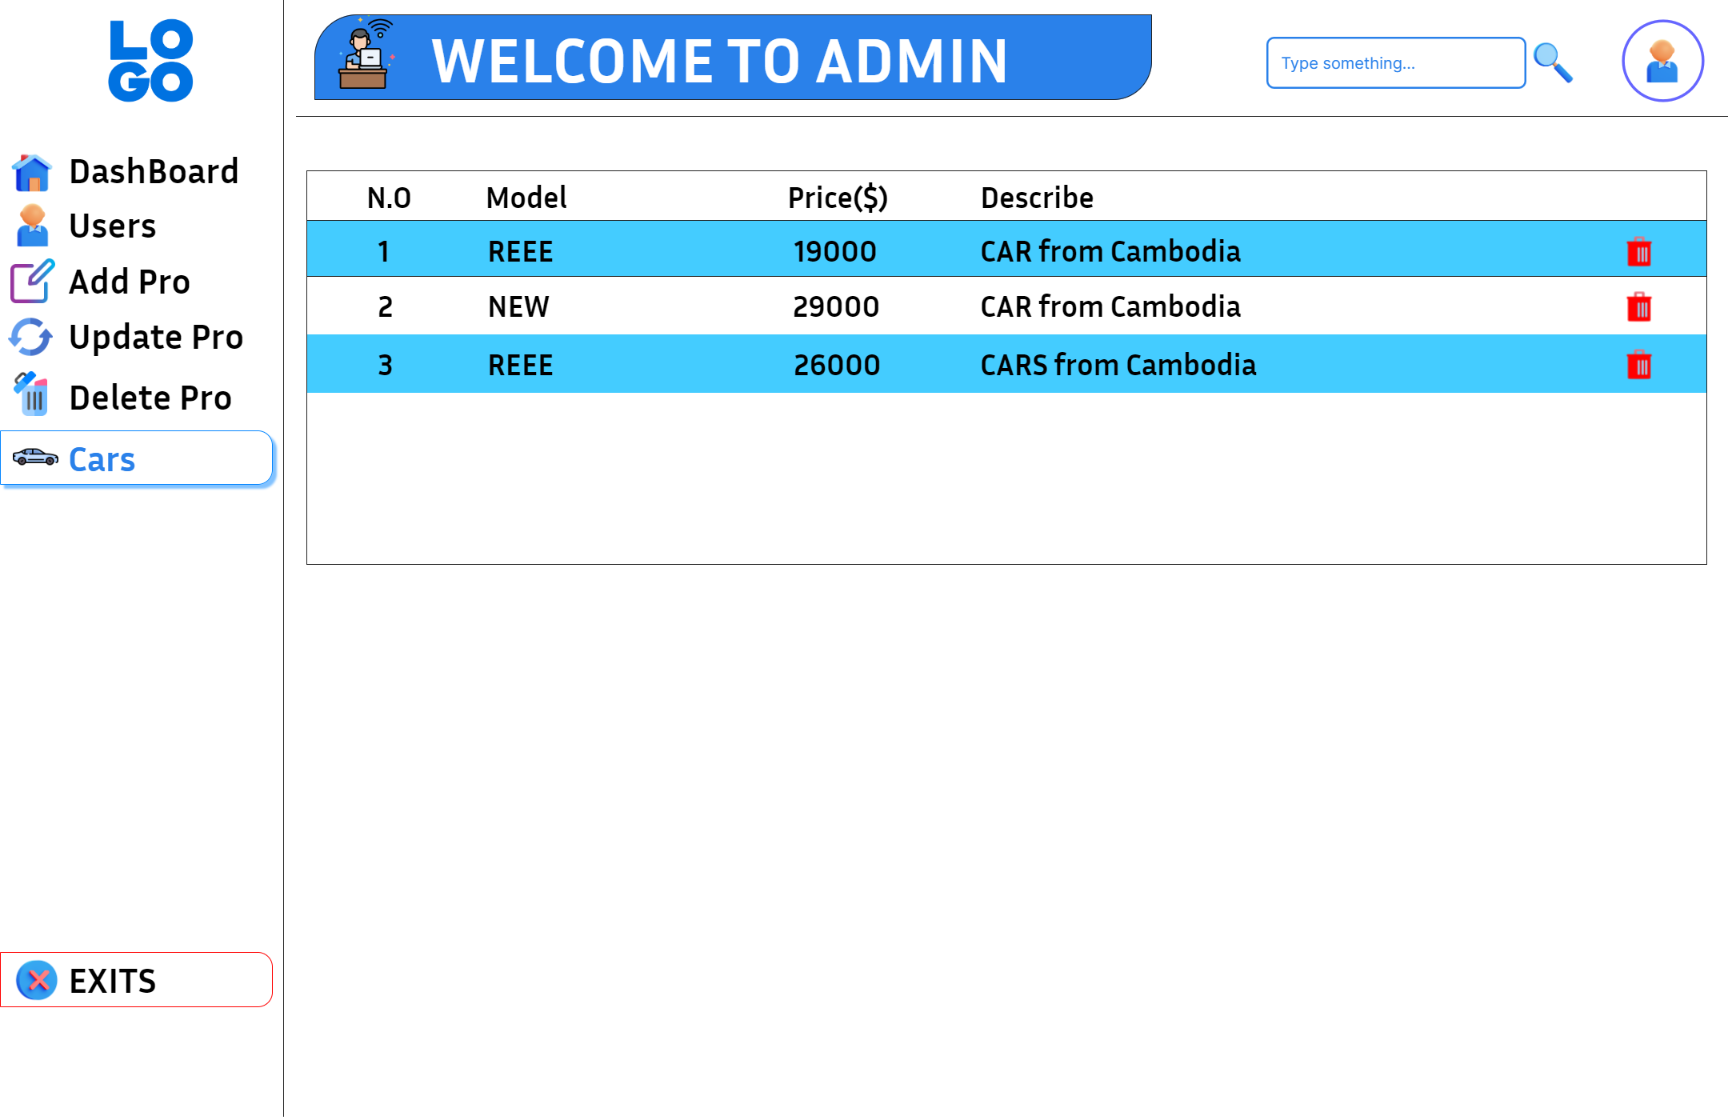 LO
GO
WELCOME TO ADMIN
Type something...
DashBoard
Users
Add Pro
Update Pro
Delete Pro
Cars
EXITS
N.O Model Price($) Describe
1 REEE 19000 CAR from Cambodia
2 NEW 29000 CAR from Cambodia
3 REEE 26000 CARS from Cambodia